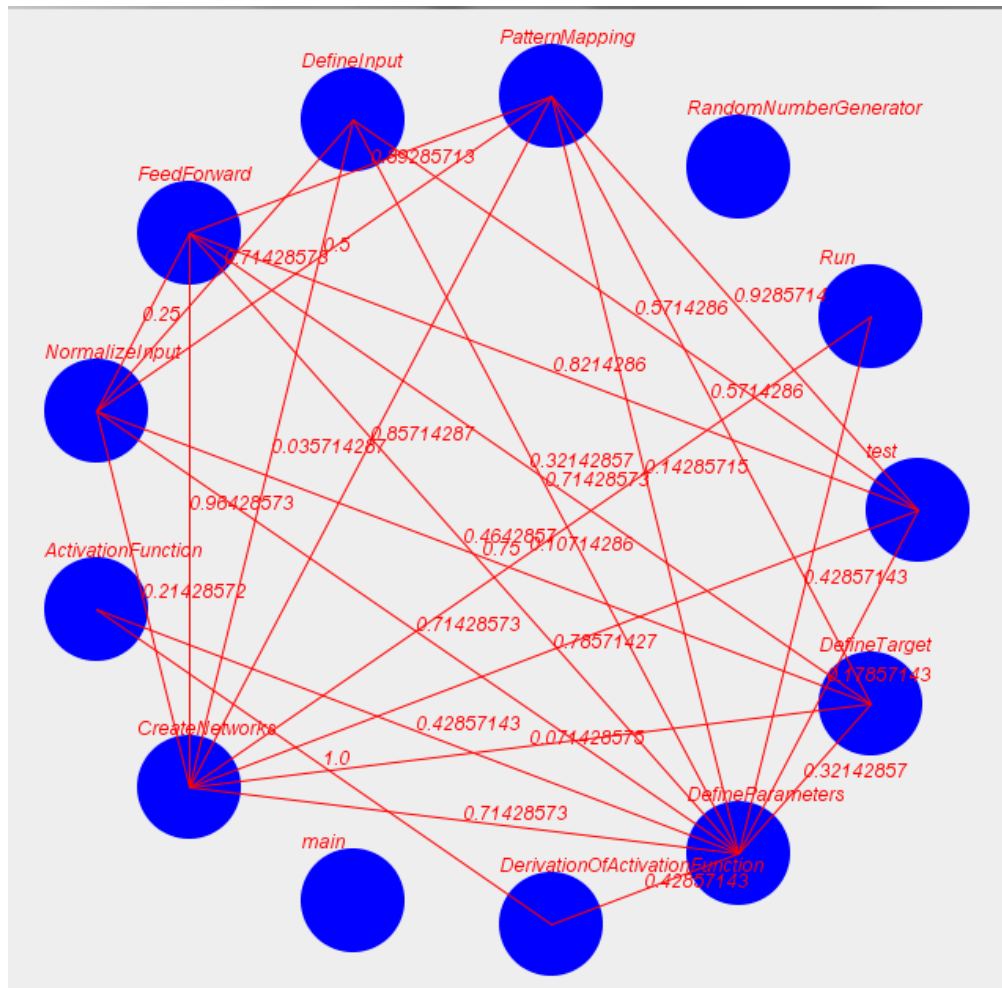 PatternMapping
DefineInput
RandomNumberGenerator
0.89285713
FeedForward
0.5
0.71428573
Run
0.9285714
0.5714286
0.25
NormalizeInput
0.8214286
0.5714286
0.85714287
0.035714287
test
0.32142857
0.14285715
0.71428573
0.96428573
0.4642857
0.10714286
0.75
ActivationFunction
0.42857143
0.21428572
0.71428573
0.78571427
DefineTarget
0.17857143
CreateNetworks
0.42857143
0.071428575
1.0
0.32142857
DefineParameters
0.71428573
main
DerivationOfActivationFunction
0.42857143